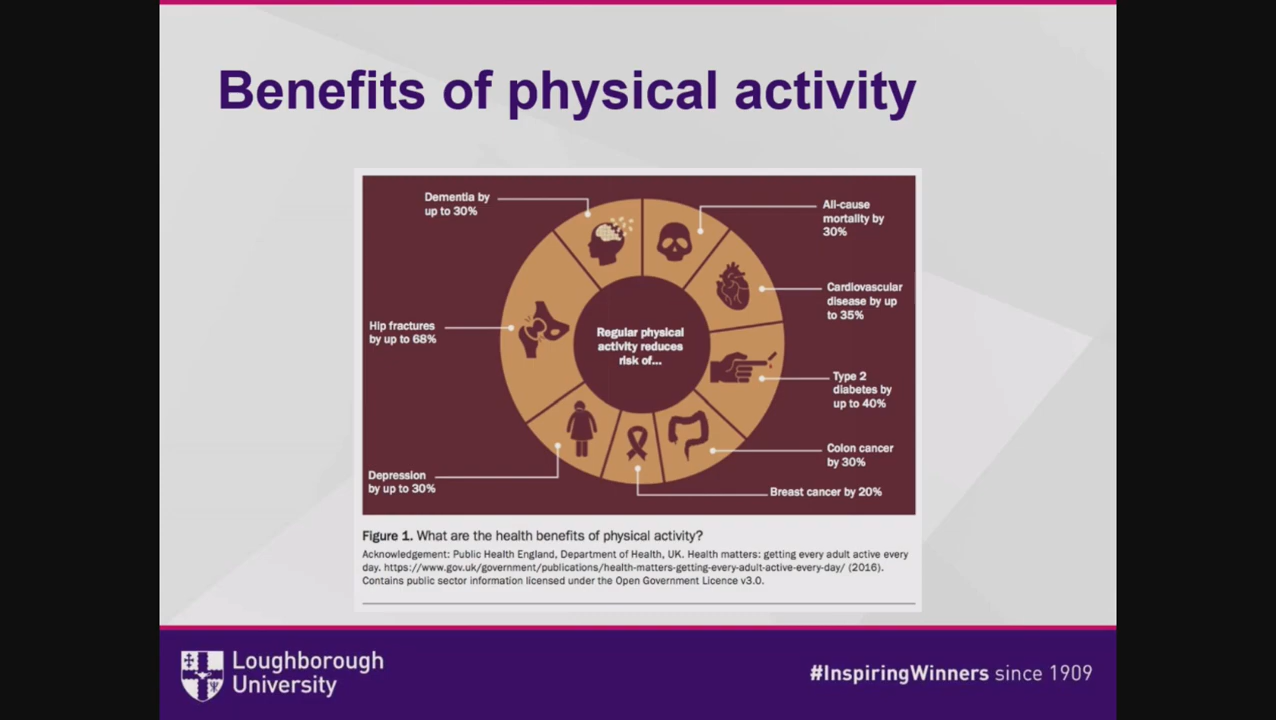 Benefits of physical activity
Dementia by
up to 30%
All-cause
mortality by
30%
Cardiovascular
disease by up
to 35%
Hip fractures
by up to 68%
Regular physical
activity reduces
risk of...
Type 2
diabetes by
up to 40%
Colon cancer
by 30%
Depression
by up to 30%
Breast cancer by 20%
Figure 1. What are the health benefits of physical activity?
Acknowledgement: Public Health England, Department of Health, UK. Health matters: getting every adult active every
day. https://www.gov.uk/government/publications/health-matters-getting-every-adult-active-every-day/ (2016).
Contains public sector information licensed under the Open Government Licence v3.0.
Loughborough
University
#InspiringWinners since 1909